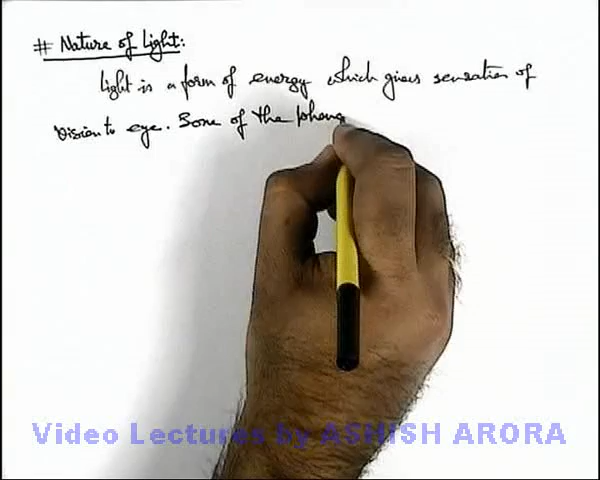 # Nature of Light:
Light is a form of energy which gives sensation of
vision to eye. Some of the pheno
Video Lectures by ASHISH ARORA